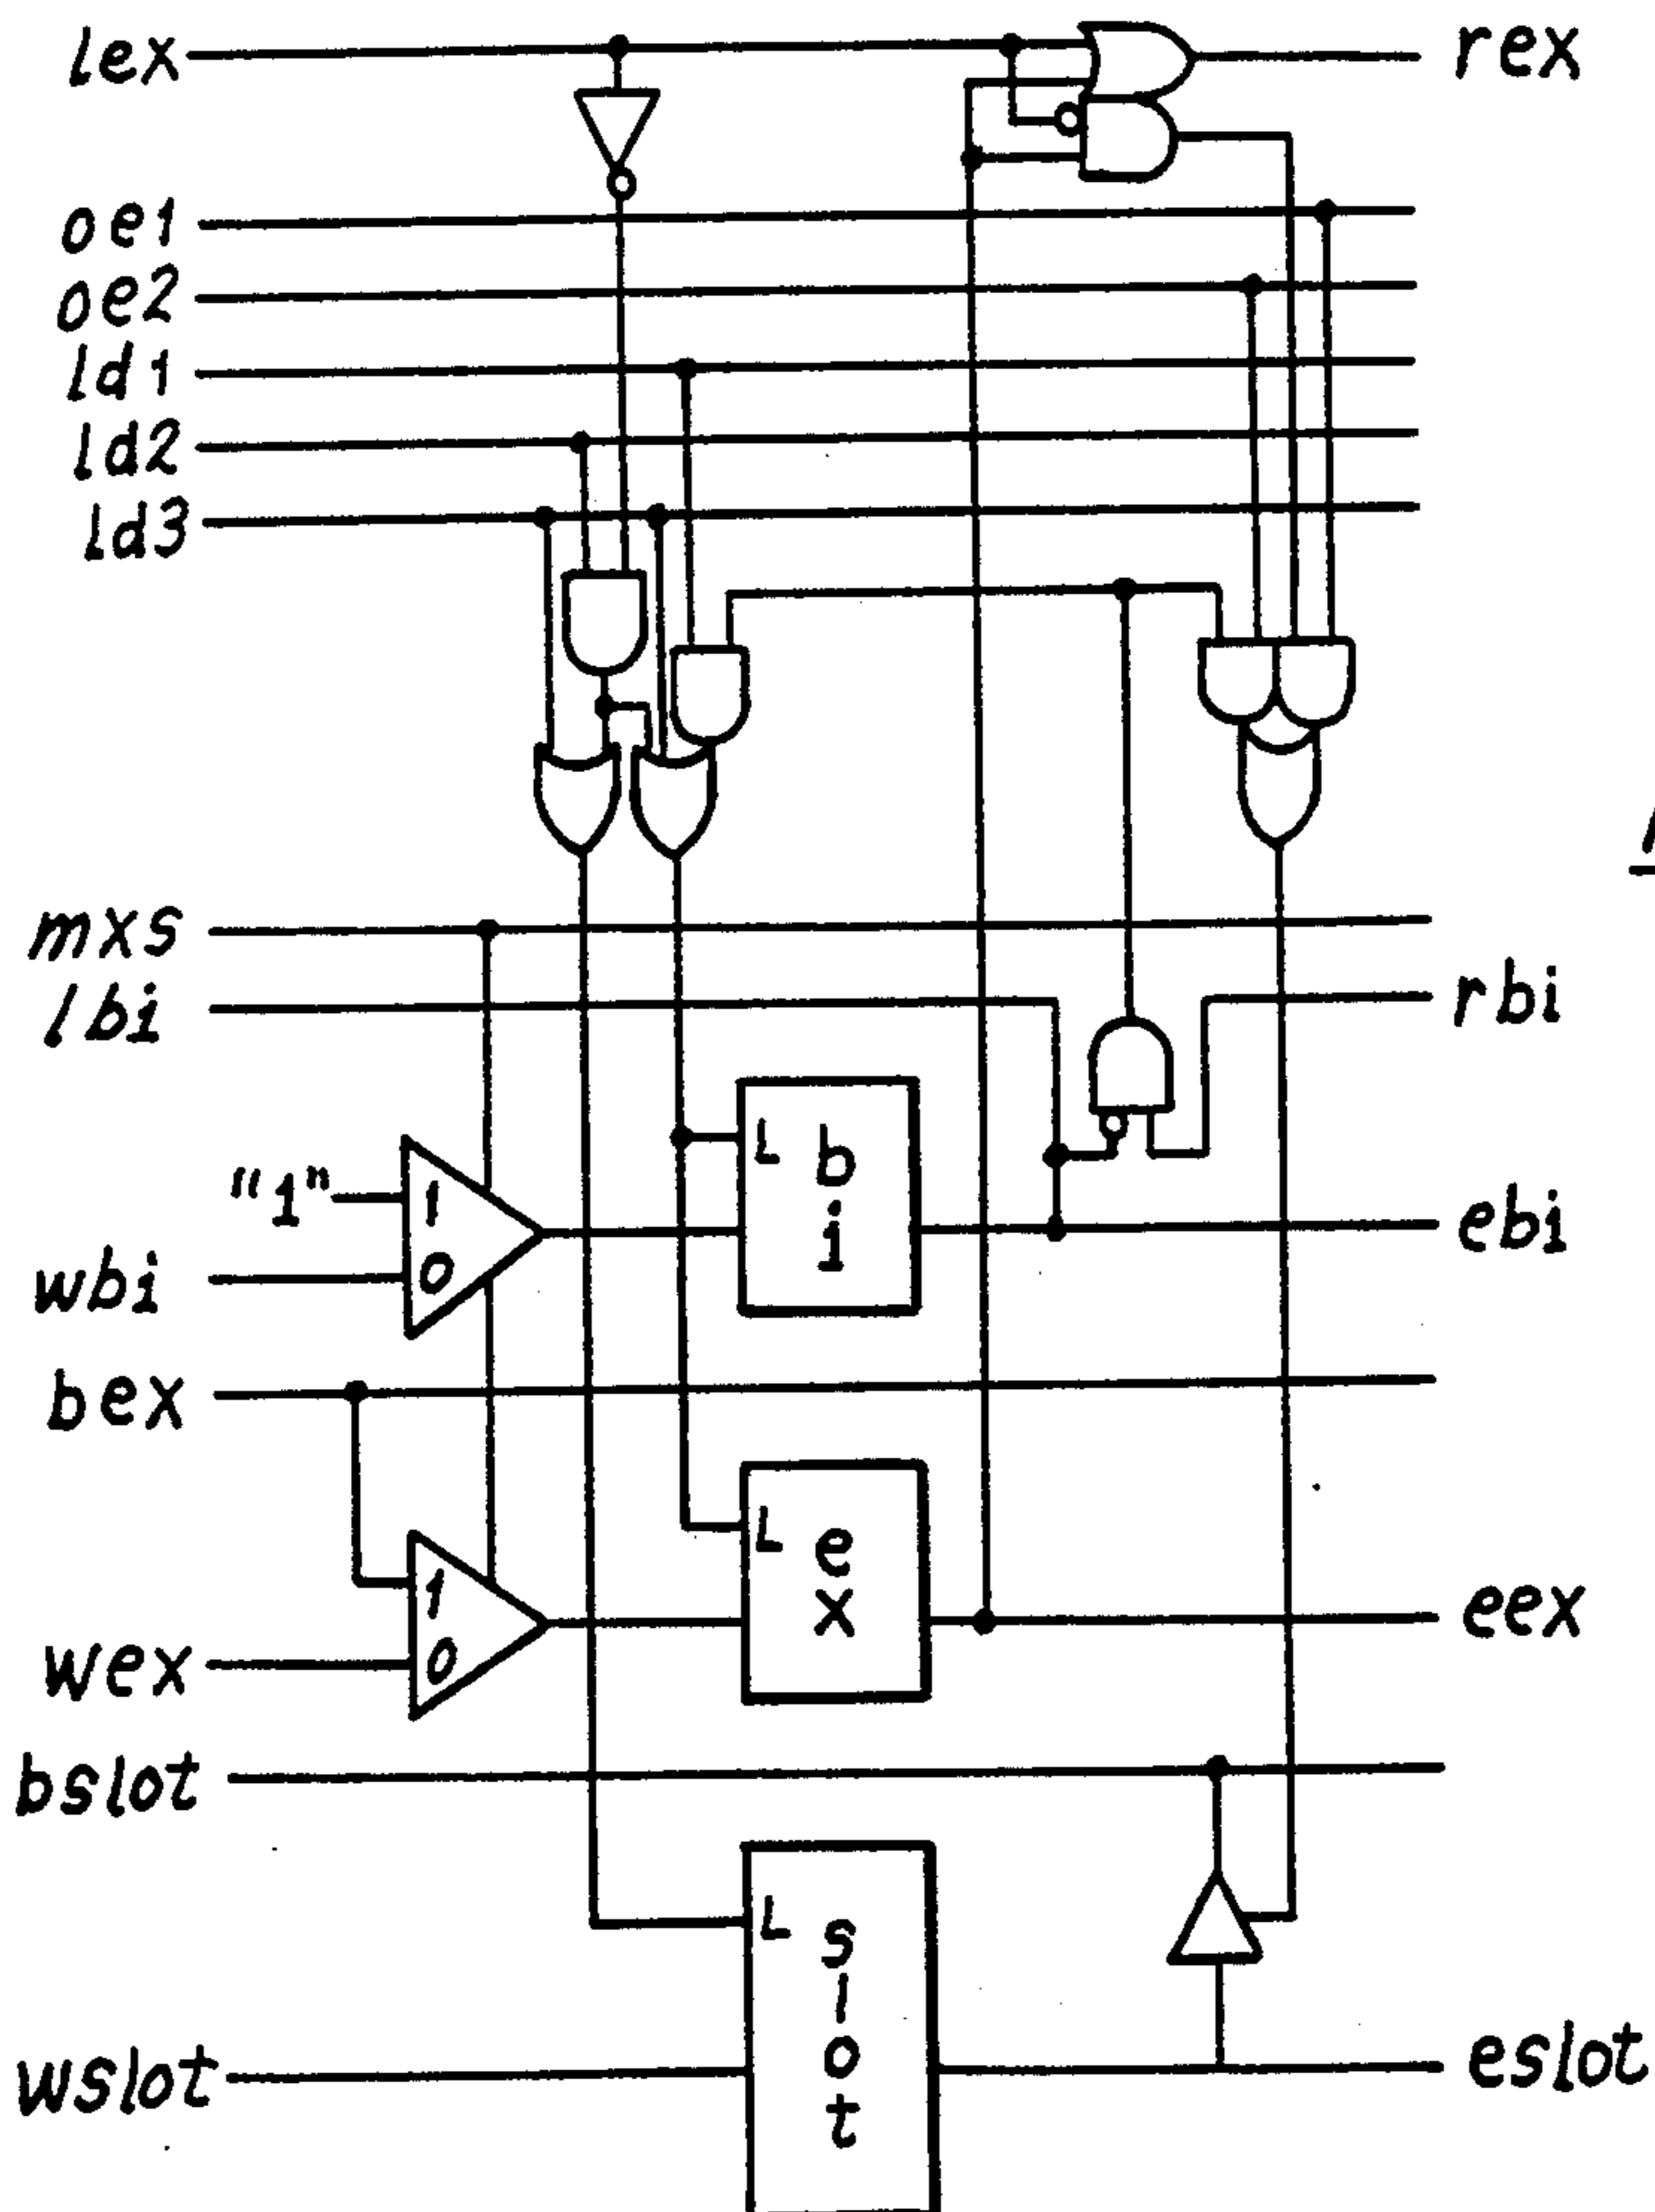 lex
rex
oe1
oe2
ld1
ld2
ld3
mxs
lbi
rbi
L
b
i
"1"
1
0
ebi
wbi
bex
L
e
x
1
0
eex
wex
bslot
L
s
l
o
t
wslot
eslot